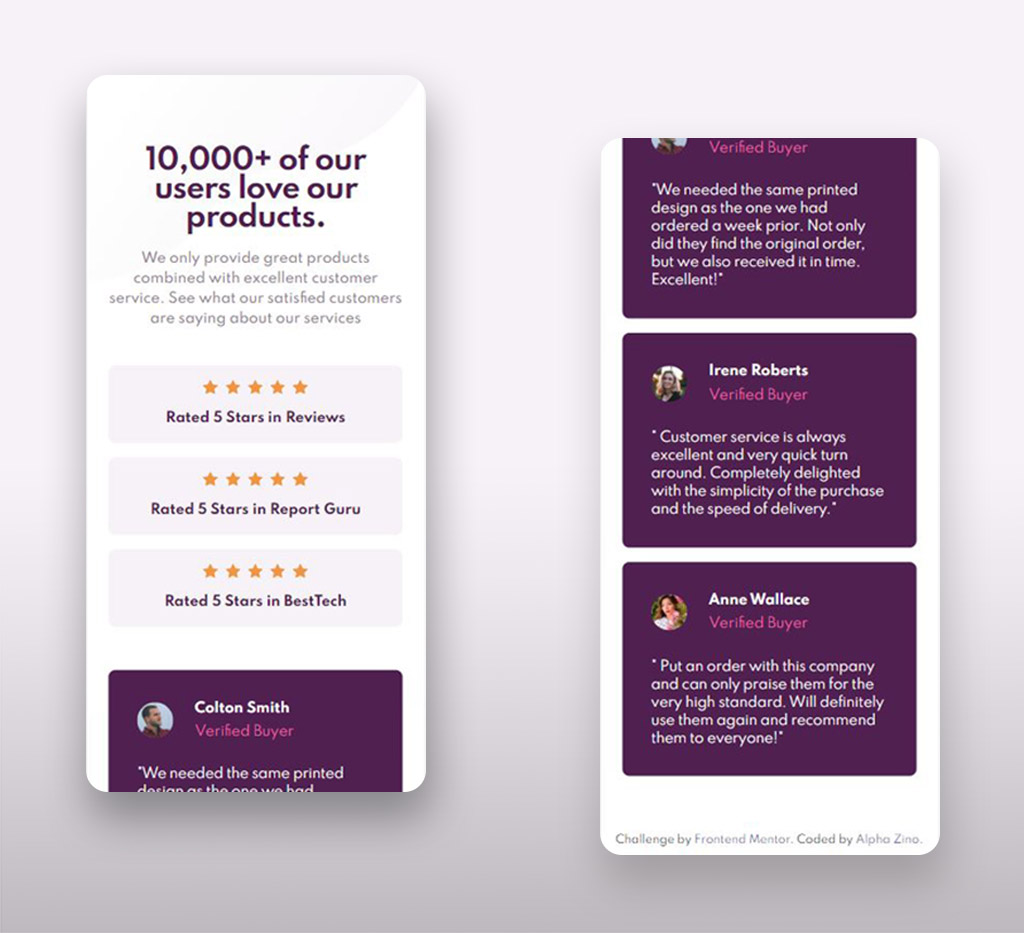 10,000+ of our
users love our
products.
We only provide great products
combined with excellent customer
service. See what our satisfied customers
are saying about our services
Rated 5 Stars in Reviews
Rated 5 Stars in Report Guru
Rated 5 Stars in BestTech
Colton Smith
Verified Buyer
"We needed the same printed
design as the one we had
Verified Buyer
"We needed the same printed
design as the one we had
ordered a week prior. Not only
did they find the original order,
but we also received it in time.
Excellent!"
Irene Roberts
Verified Buyer
" Customer service is always
excellent and very quick turn
around. Completely delighted
with the simplicity of the purchase
and the speed of delivery."
Anne Wallace
Verified Buyer
" Put an order with this company
and can only praise them for the
very high standard. Will definitely
use them again and recommend
them to everyone!"
Challenge by Frontend Mentor. Coded by Alpha Zino.